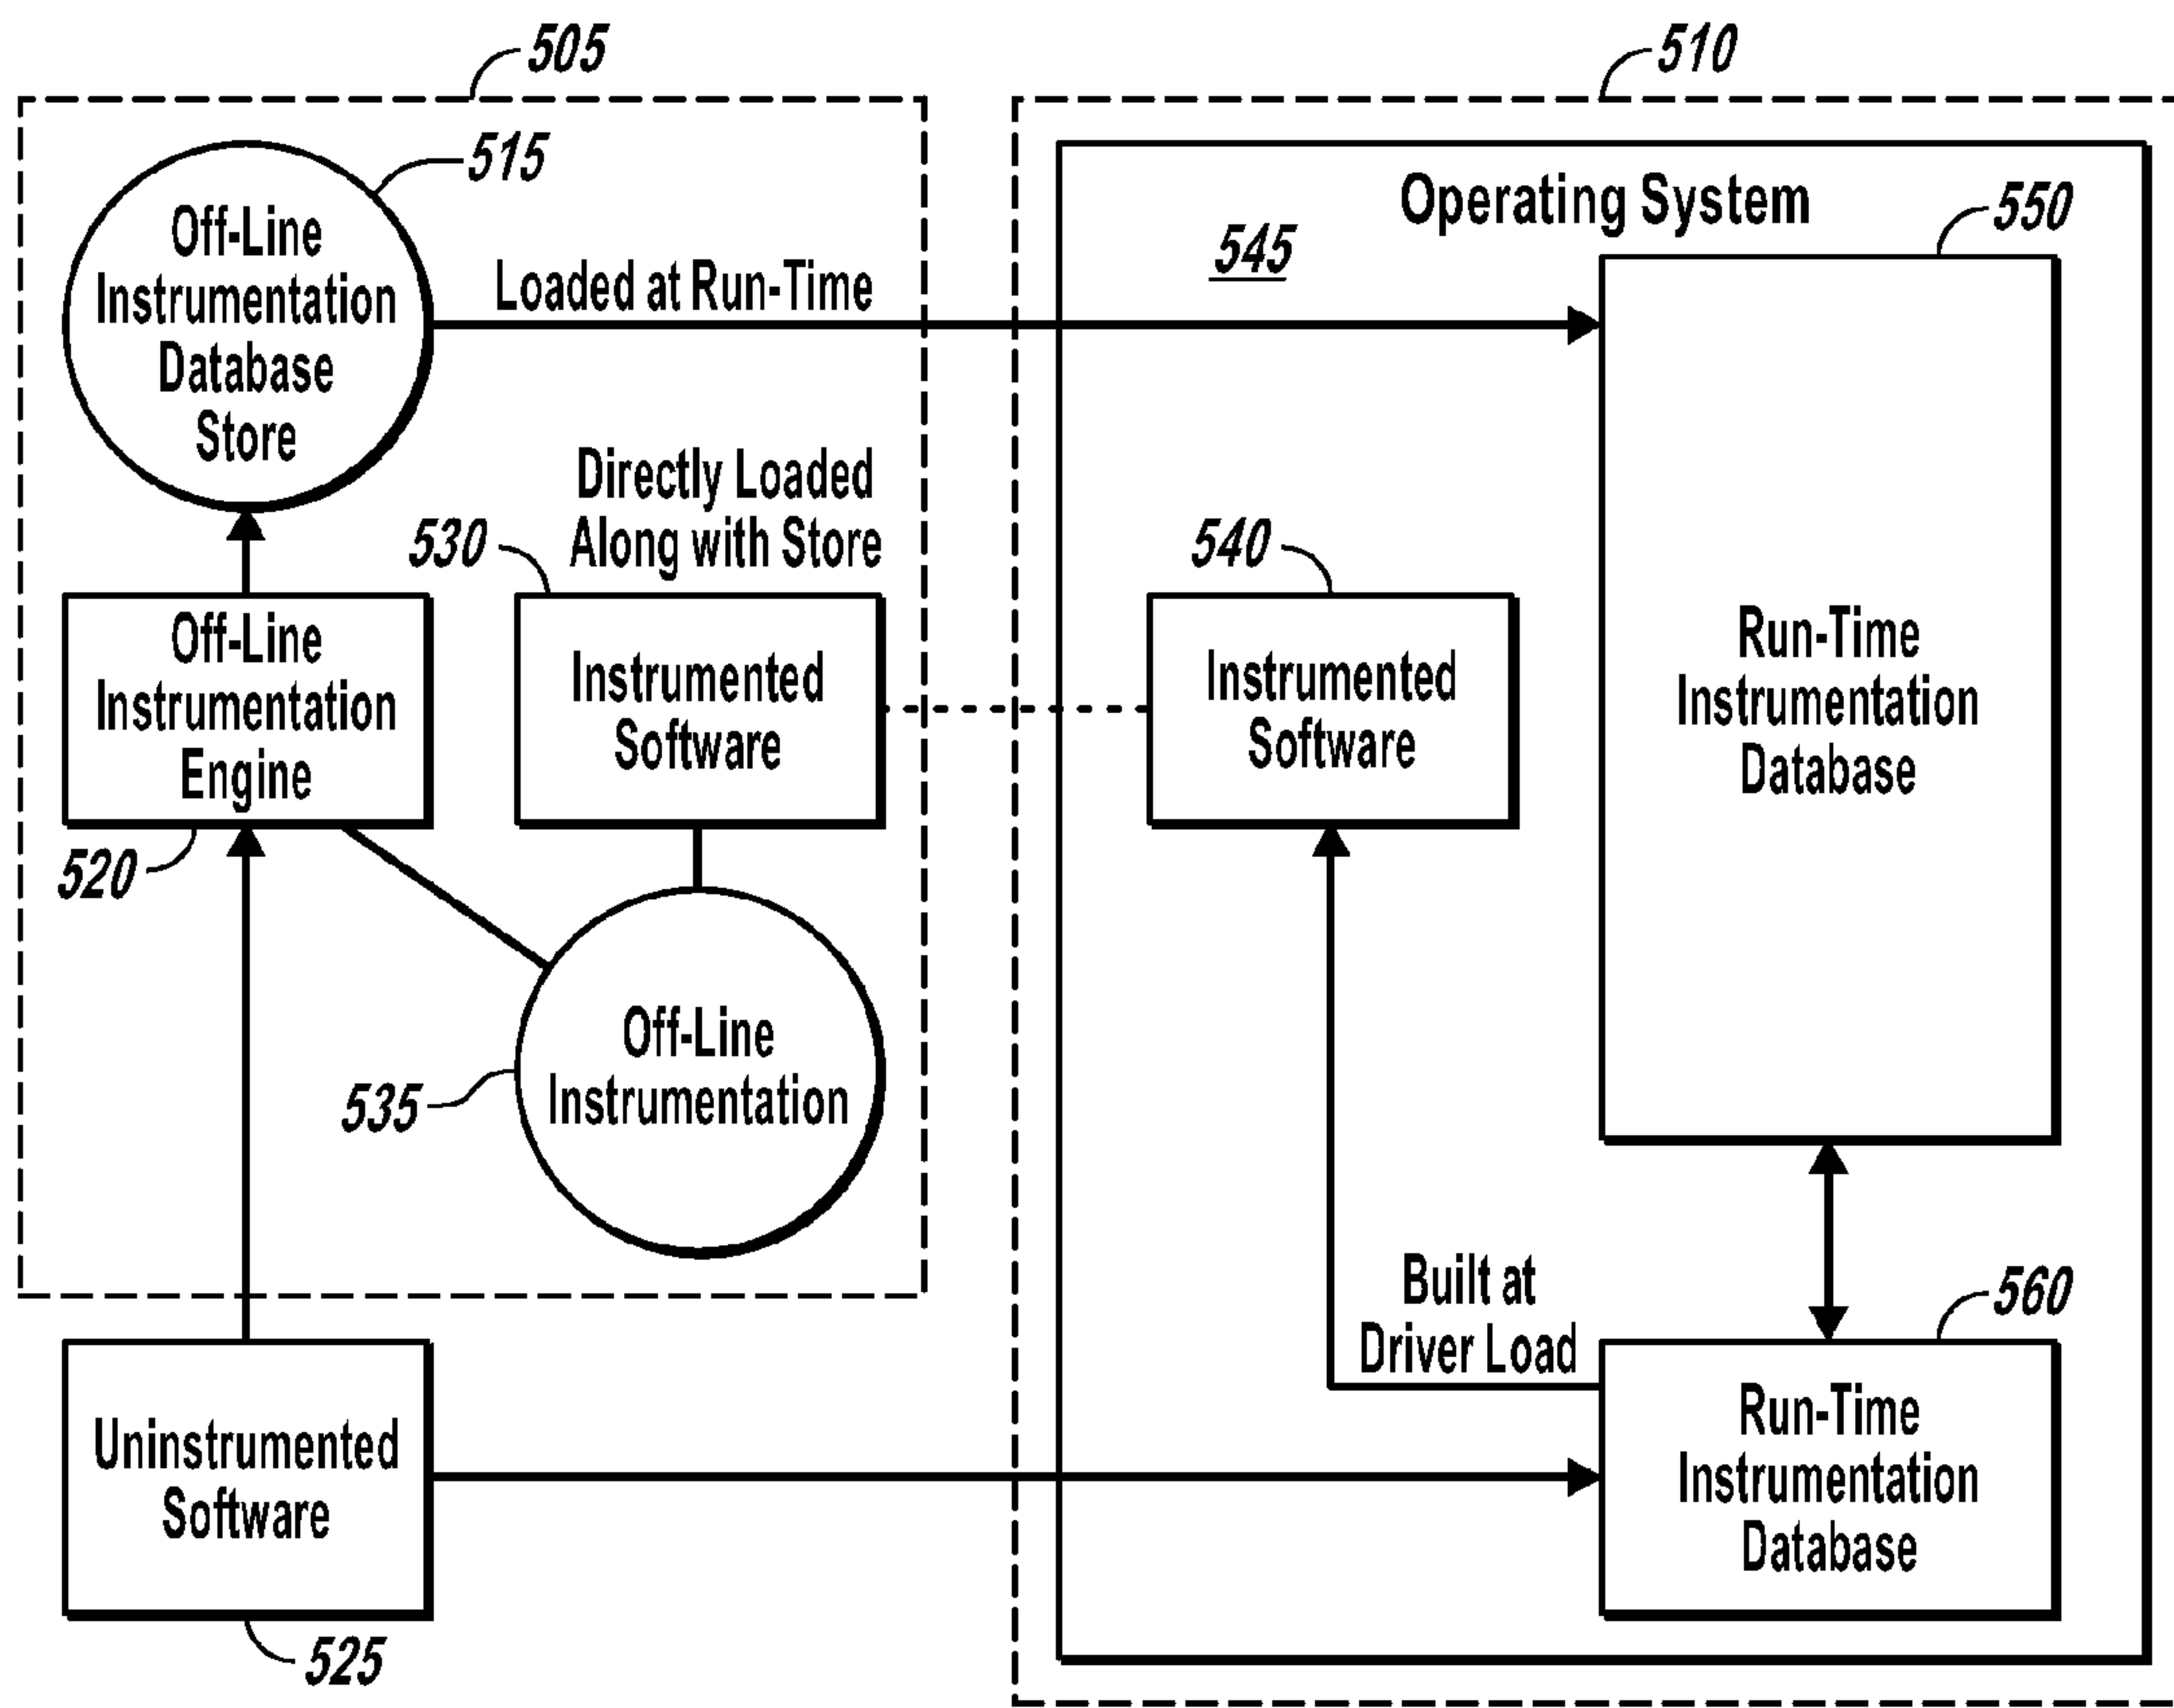 505
510
515
Off-Line
Instrumentation
Database
Store
Loaded at Run-Time
Operating System
545
550
Directly Loaded
Along with Store
530
540
Off-Line
Instrumentation
Engine
520
Instrumented
Software
Instrumented
Software
Run-Time
Instrumentation
Database
Off-Line
Instrumentation
535
Built at
Driver Load
560
Uninstrumented
Software
525
Run-Time
Instrumentation
Database